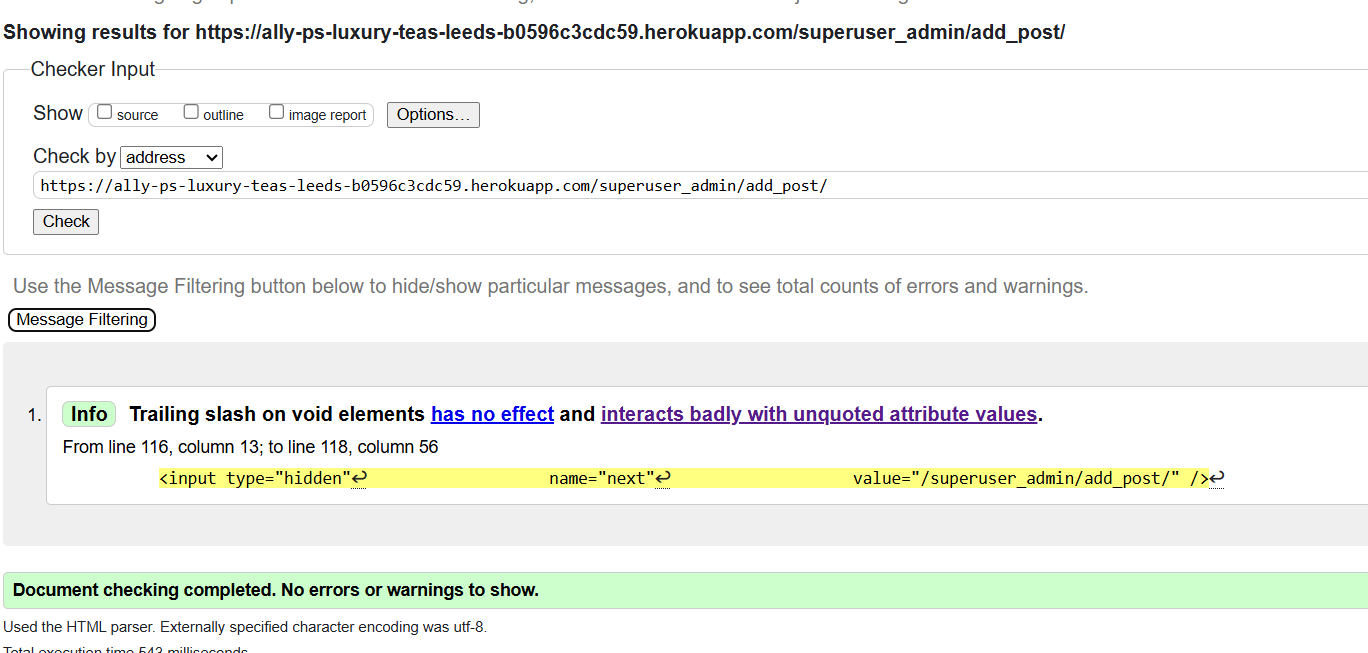 Showing results for https://ally-ps-luxury-teas-leeds-b0596c3cdc59.herokuapp.com/superuser_admin/add_post/
Checker Input
Show source outline image report Options...
Check by address
https://ally-ps-luxury-teas-leeds-b0596c3cdc59.herokuapp.com/superuser_admin/add_post/
Check
Use the Message Filtering button below to hide/show particular messages, and to see total counts of errors and warnings.
Message Filtering
1. Info Trailing slash on void elements has no effect and interacts badly with unquoted attribute values.
From line 116, column 13; to line 118, column 56
<input type="hidden"↩ name="next"↩ value="/superuser_admin/add_post/" />↩
Document checking completed. No errors or warnings to show.
Used the HTML parser. Externally specified character encoding was utf-8.
Total execution time 543 milliseconds.